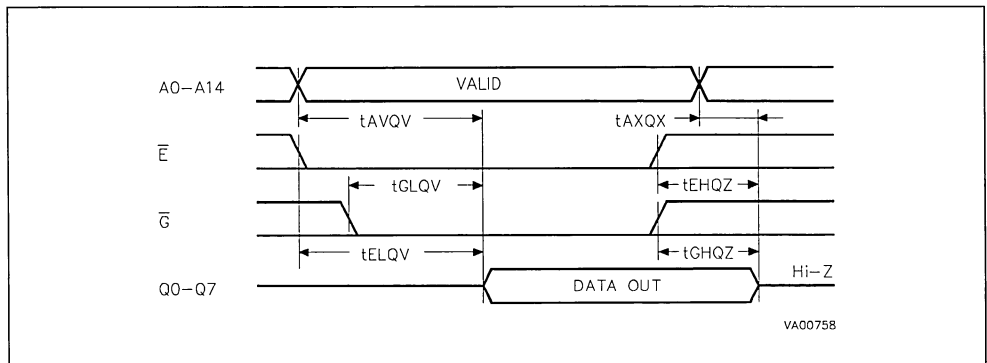 A0-A14
VALID
tAVQV
tAXQX
E
tGLQV
tEHQZ
G
tELQV
tGHQZ
Q0-Q7
DATA OUT
Hi-Z
VA00758